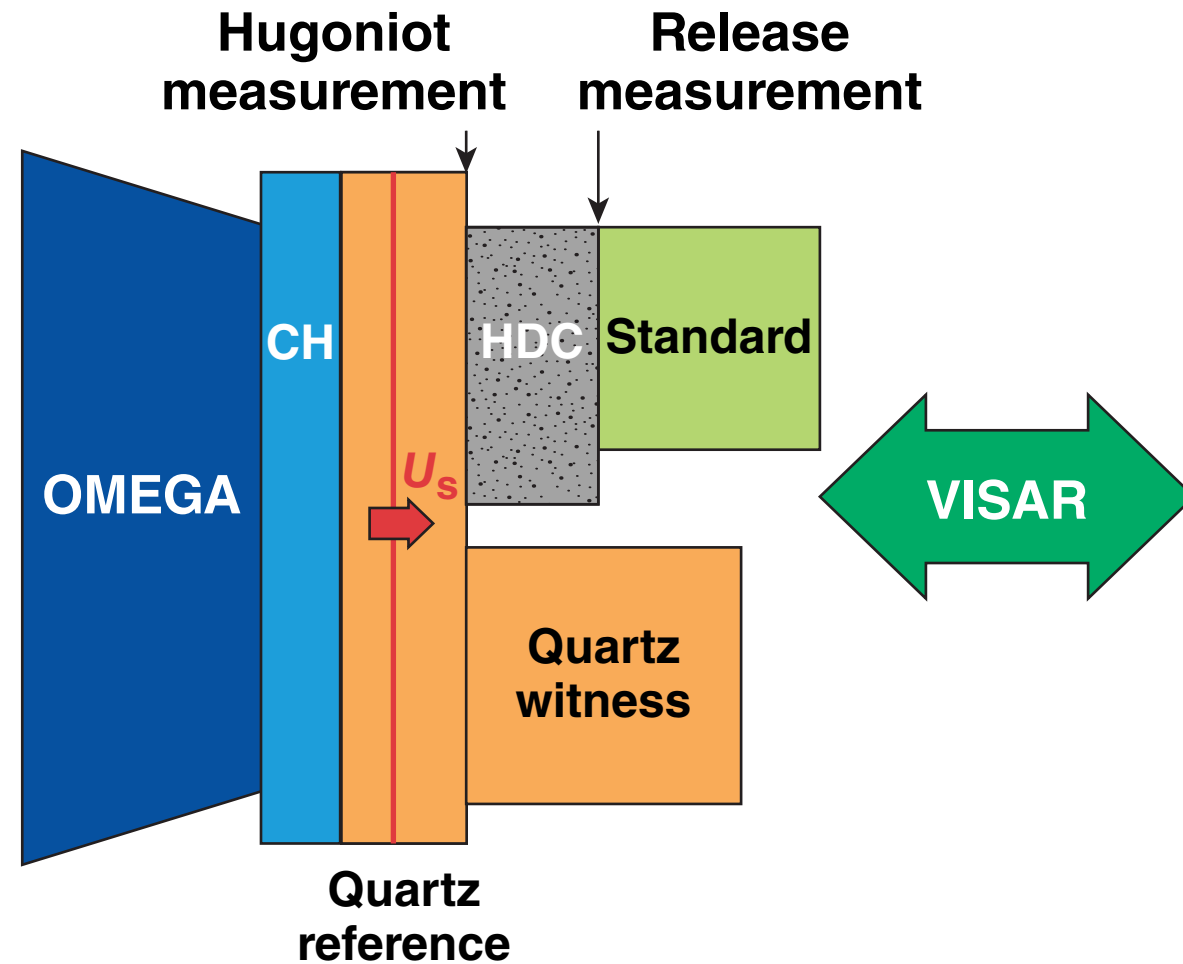 Hugoniot
measurement
Release
measurement
CH
HDC
Standard
OMEGA
Us
VISAR
Quartz
witness
Quartz
reference